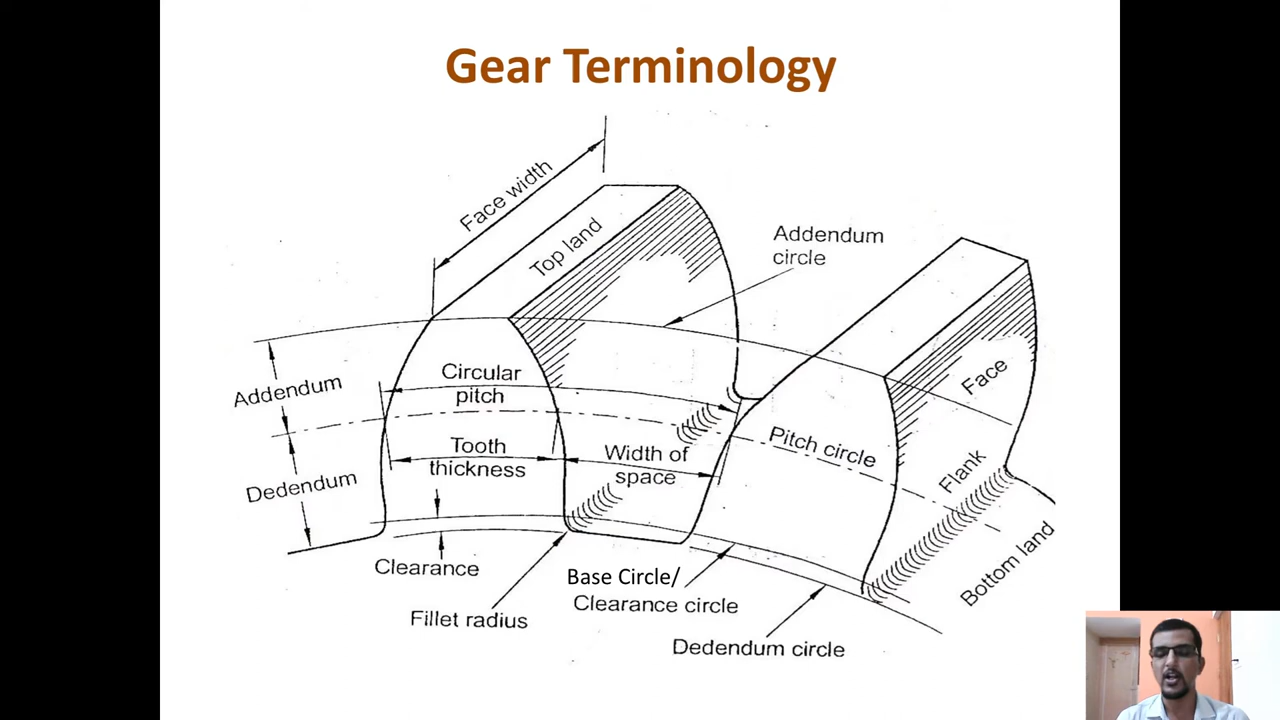 Gear Terminology
Face width
Top land
Addendum
circle
Addendum
Circular
pitch
Face
Pitch circle
Tooth
thickness
Width of
space
Flank
Dedendum
Bottom land
Clearance
Base Circle/
Clearance circle
Fillet radius
Dedendum circle